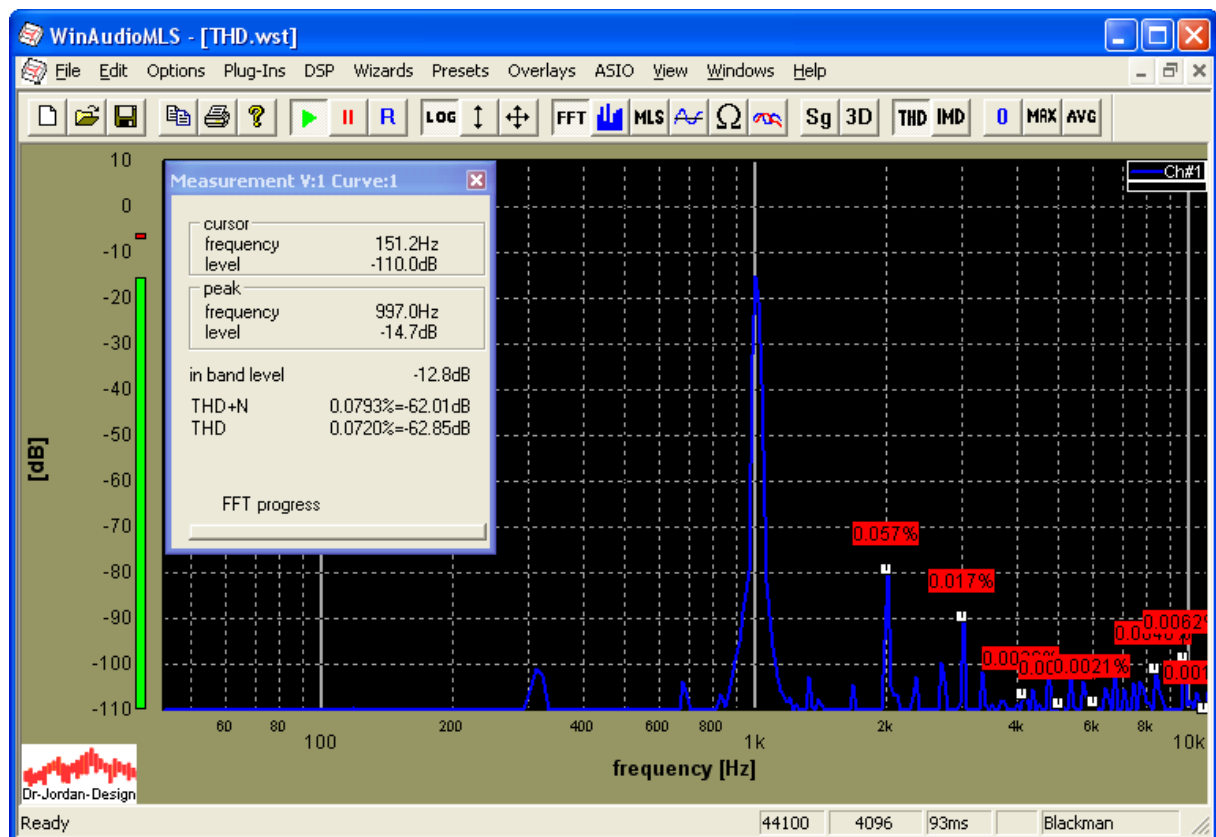 WinAudioMLS - [THD.wst]
File Edit Options Plug-Ins DSP Wizards Presets Overlays ASIO View Windows Help
R LOG FFT MLS Ω Sg 3D THD IMD 0 MAX AVG
10
0
-10
-20
-30
-40
-50
-60
-70
-80
-90
-100
-110
[dB]
Measurement V:1 Curve:1
cursor
frequency 151.2Hz
level -110.0dB
peak
frequency 997.0Hz
level -14.7dB
in band level -12.8dB
THD+N 0.0793%=-62.01dB
THD 0.0720%=-62.85dB
FFT progress
Ch#1
0.057%
0.017%
0.0062%
0.0021%
0.001
60 80 200 400 600 800 2k 4k 6k 8k
100 1k 10k
frequency [Hz]
Dr-Jordan-Design
Ready 44100 4096 93ms Blackman